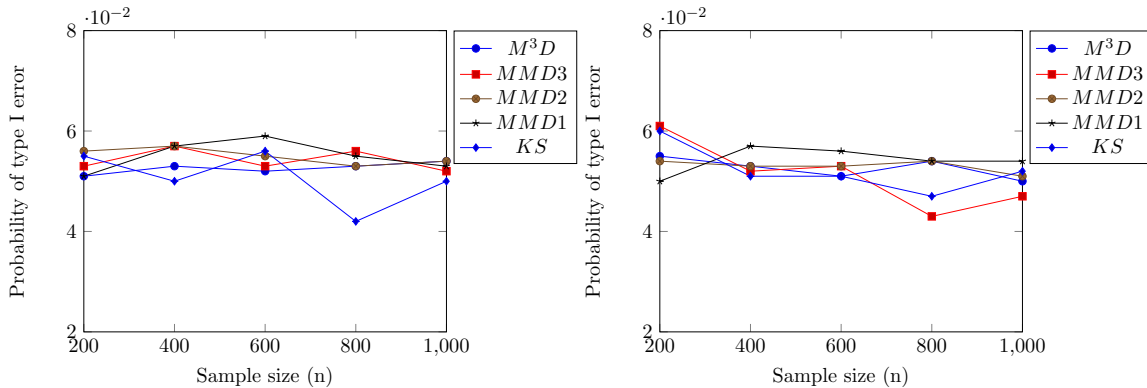 ·10⁻²
8
6
4
2
200
400
600
800
1,000
Sample size (n)
Probability of type I error
M³D
MMD3
MMD2
MMD1
KS
·10⁻²
8
6
4
2
200
400
600
800
1,000
Sample size (n)
Probability of type I error
M³D
MMD3
MMD2
MMD1
KS